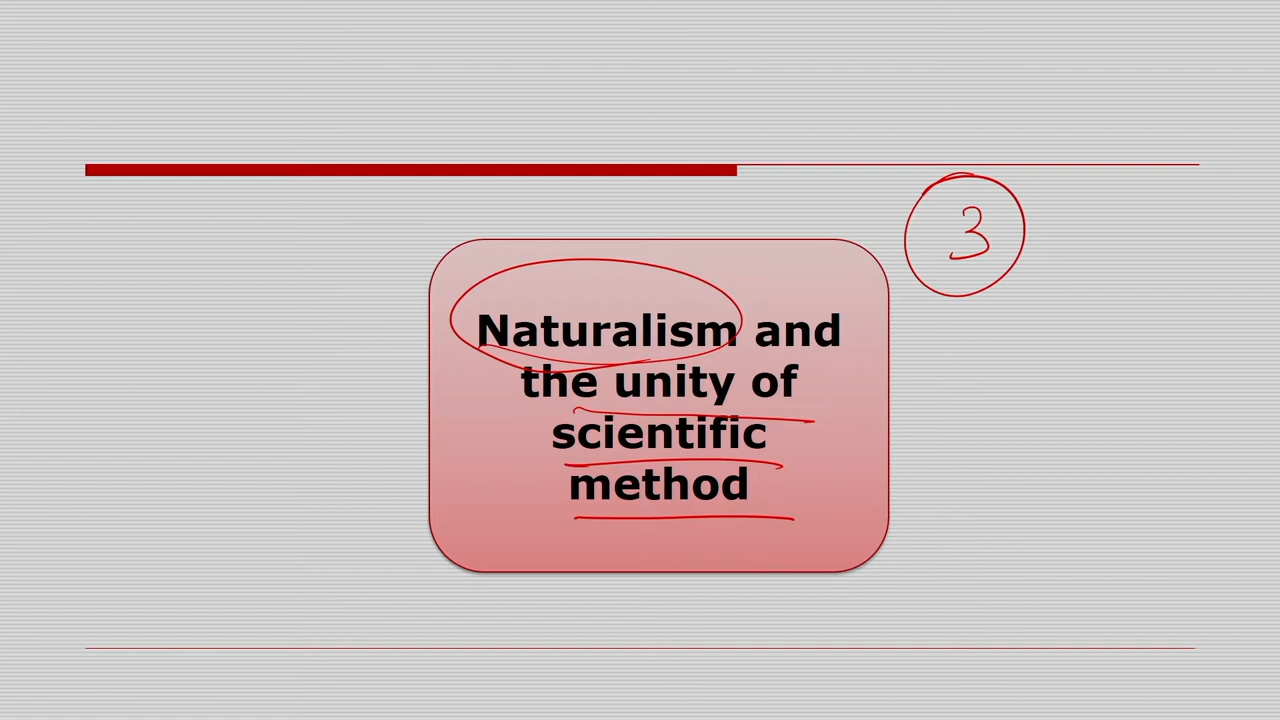 3
Naturalism and
the unity of
scientific
method